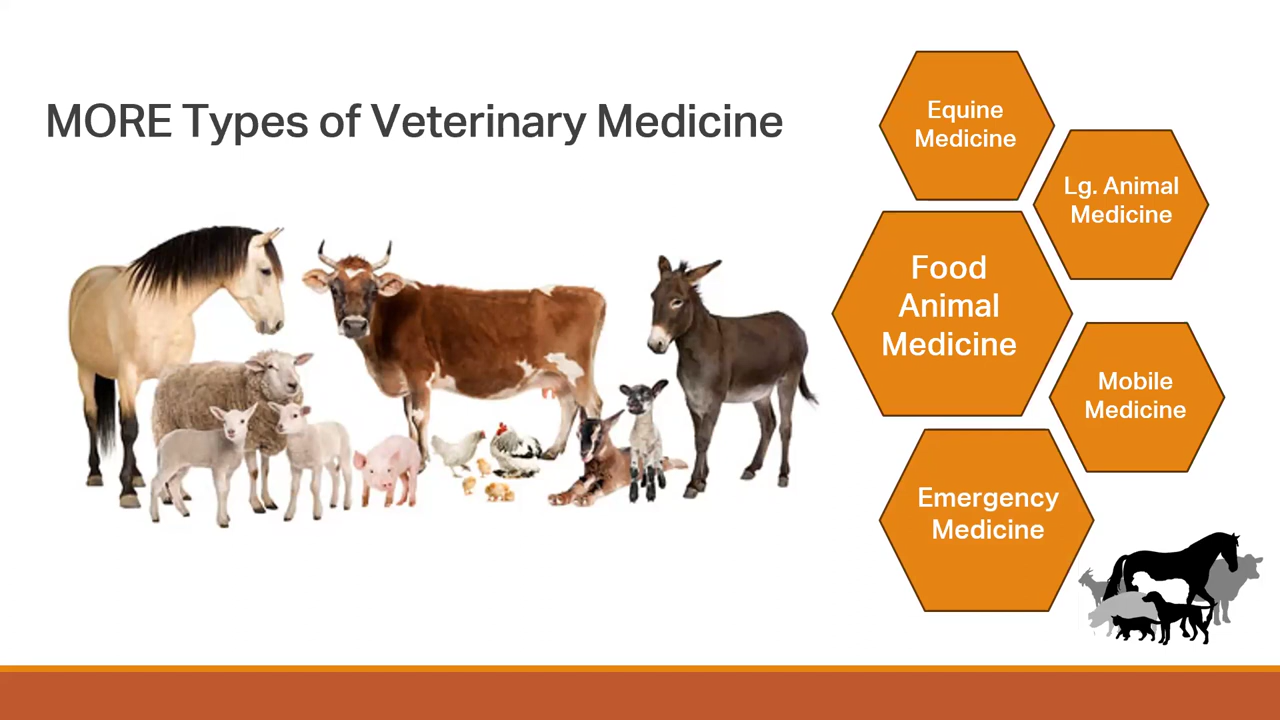 MORE Types of Veterinary Medicine
Equine
Medicine
Lg. Animal
Medicine
Food
Animal
Medicine
Mobile
Medicine
Emergency
Medicine